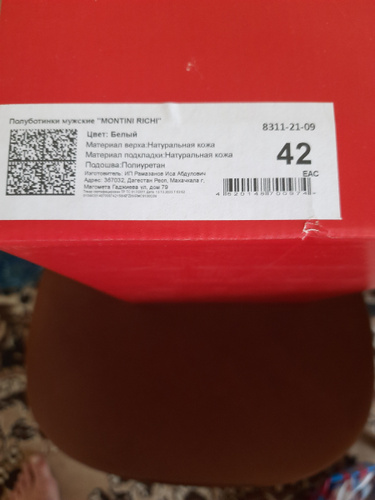 Полуботинки мужские "MONTINI RICHI"
8311-21-09
Цвет: Белый
Материал верха:Натуральная кожа
Материал подкладки:Натуральная кожа
Подошва:Полиуретан
42
EAC
Изготовитель: ИП Рамазанов Иса Абдулович
Адрес: 367032, Дагестан Респ, Махачкала г,
Магомета Гаджиева ул, дом 79